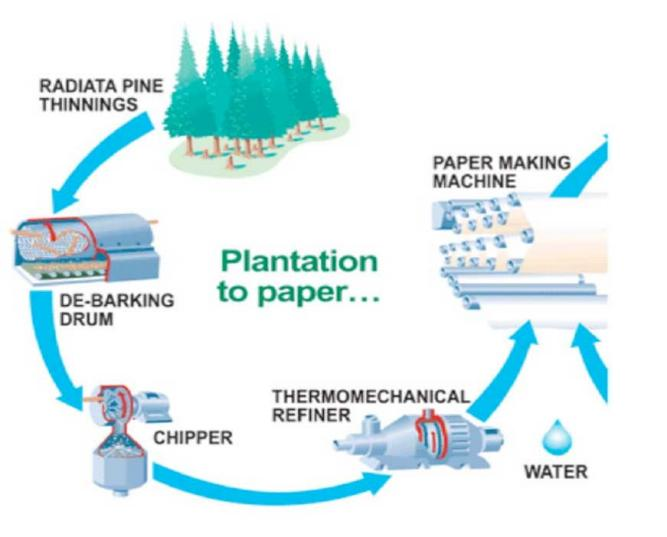 RADIATA PINE
THINNINGS
PAPER MAKING
MACHINE
Plantation
to paper...
DE-BARKING
DRUM
THERMOMECHANICAL
REFINER
CHIPPER
WATER